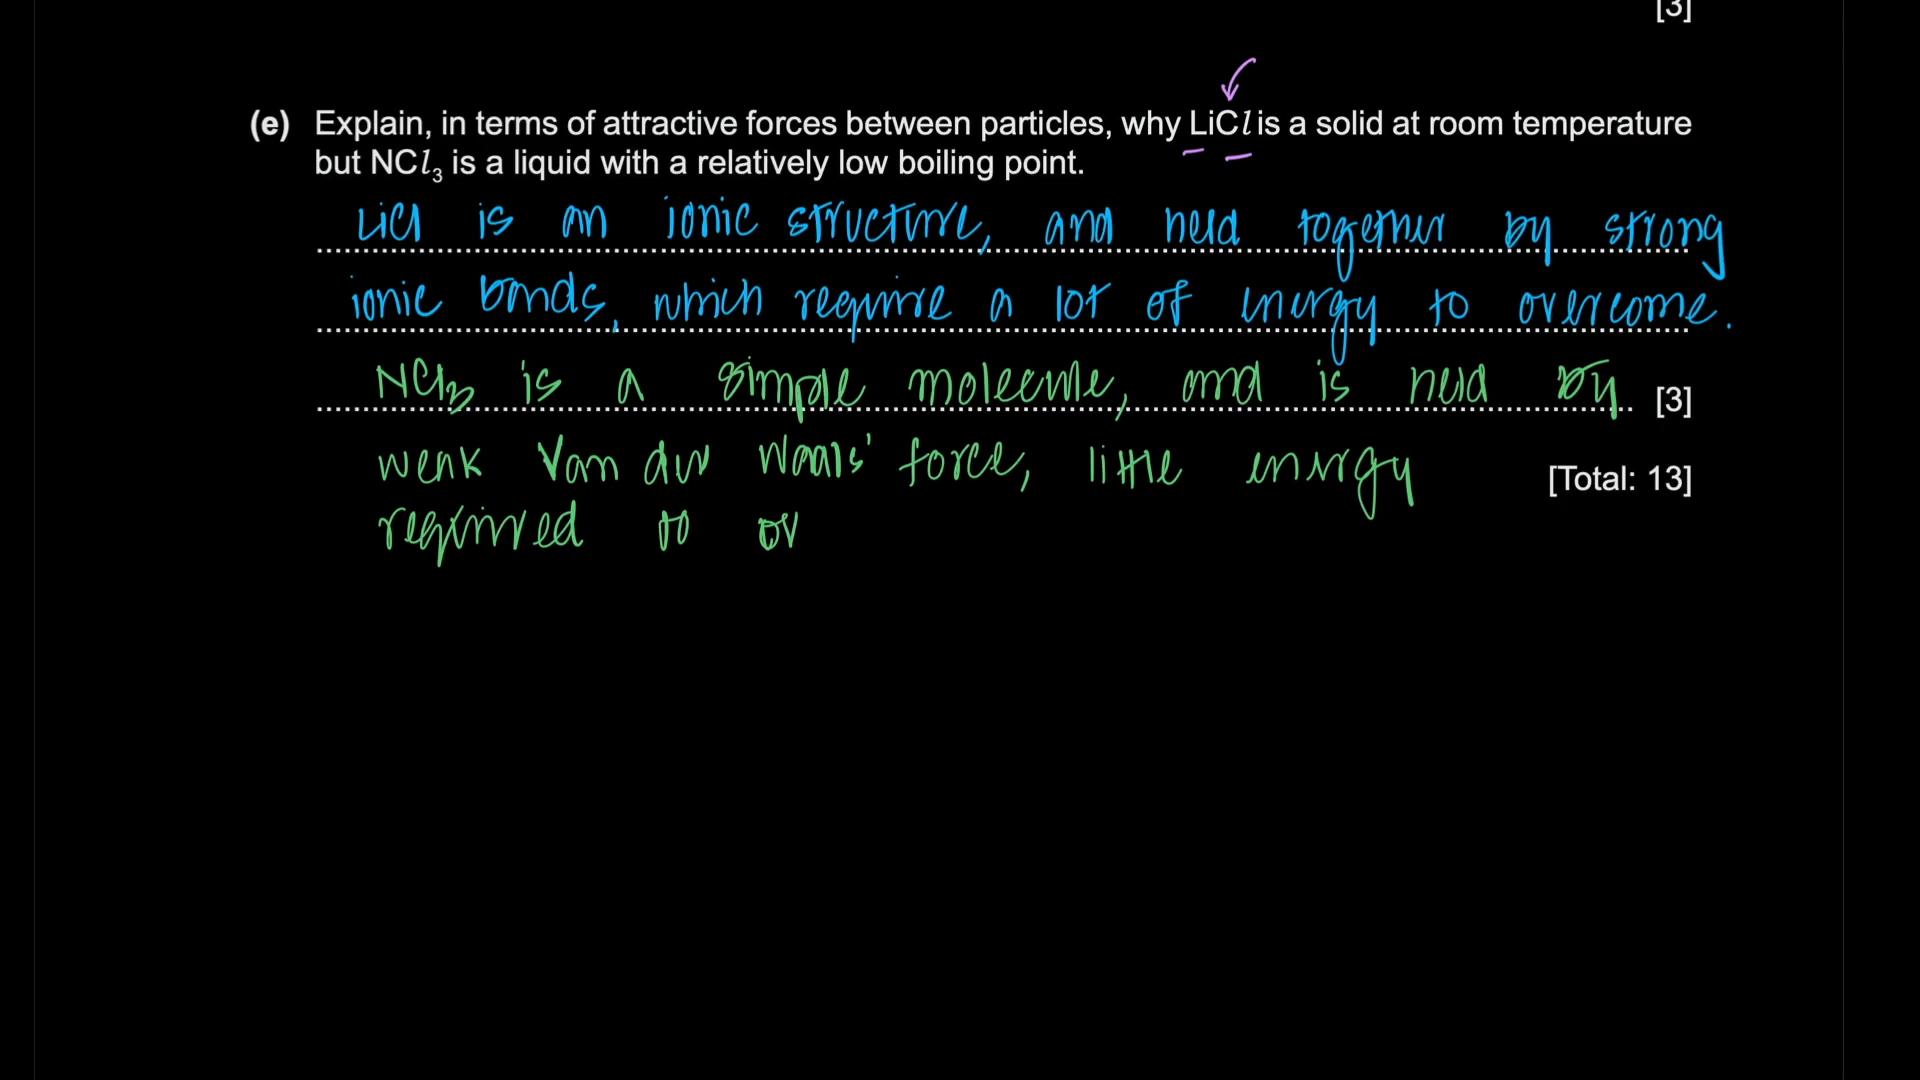 [3]
(e) Explain, in terms of attractive forces between particles, why LiCl is a solid at room temperature
but NCl₃ is a liquid with a relatively low boiling point.
LiCl is an ionic structure, and held together by strong
ionic bonds, which require a lot of energy to overcome.
NCl₃ is a simple molecule, and is held by [3]
weak Van der Waals' force, little energy [Total: 13]
required to ov